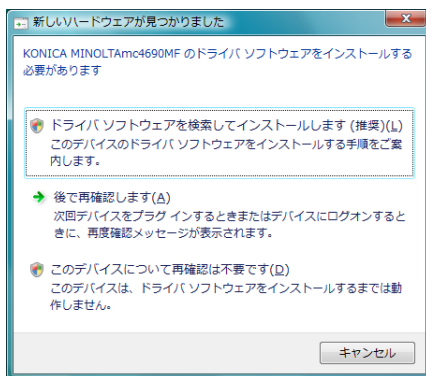 新しいハードウェアが見つかりました
KONICA MINOLTAmc4690MF のドライバ ソフトウェアをインストールする
必要があります
ドライバ ソフトウェアを検索してインストールします (推奨)(L)
このデバイスのドライバ ソフトウェアをインストールする手順をご案
内します。
後で再確認します(A)
次回デバイスをプラグ インするときまたはデバイスにログオンすると
きに、再度確認メッセージが表示されます。
このデバイスについて再確認は不要です(D)
このデバイスは、ドライバ ソフトウェアをインストールするまでは動
作しません。
キャンセル